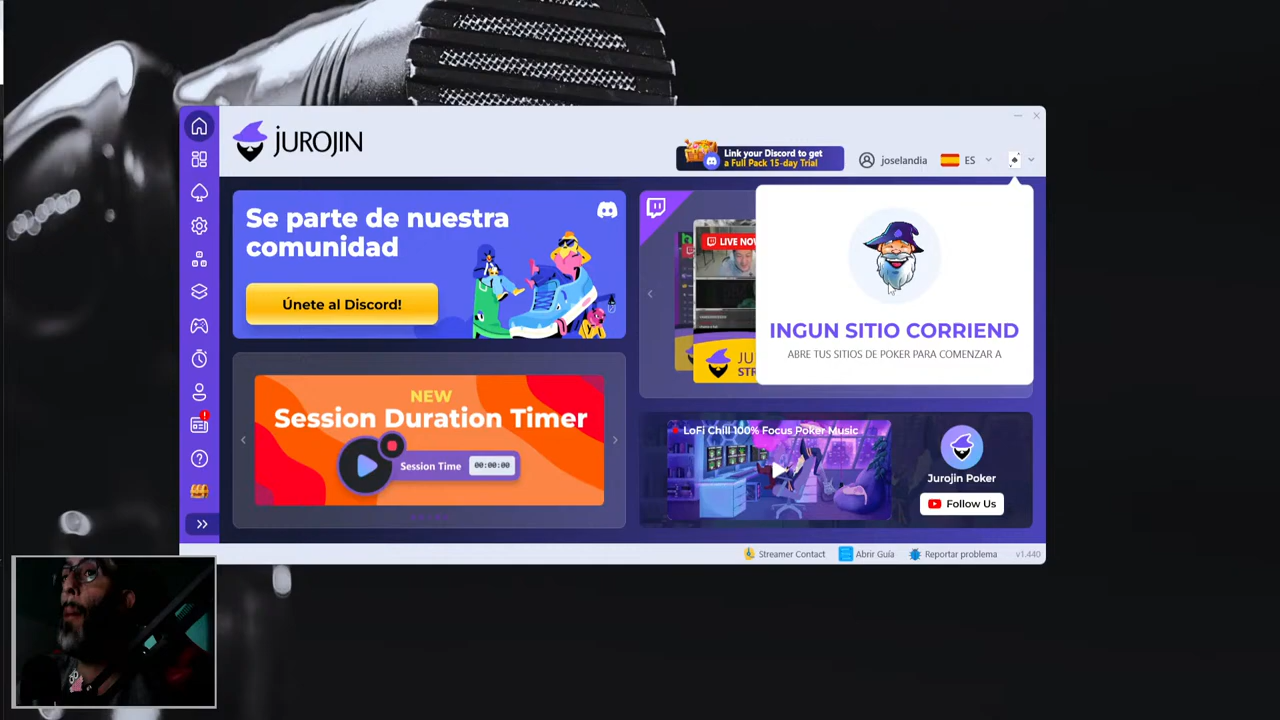 JUROJIN
Link your Discord to get
a Full Pack 15-day Trial
joselandia
ES
Se parte de nuestra
comunidad
Únete al Discord!
LIVE NOW
INGUN SITIO CORRIEND
ABRE TUS SITIOS DE POKER PARA COMENZAR A
NEW
Session Duration Timer
Session Time
00:00:00
LoFi Chill 100% Focus Poker Music
Jurojin Poker
Follow Us
Streamer Contact
Abrir Guía
Reportar problema
v1.440